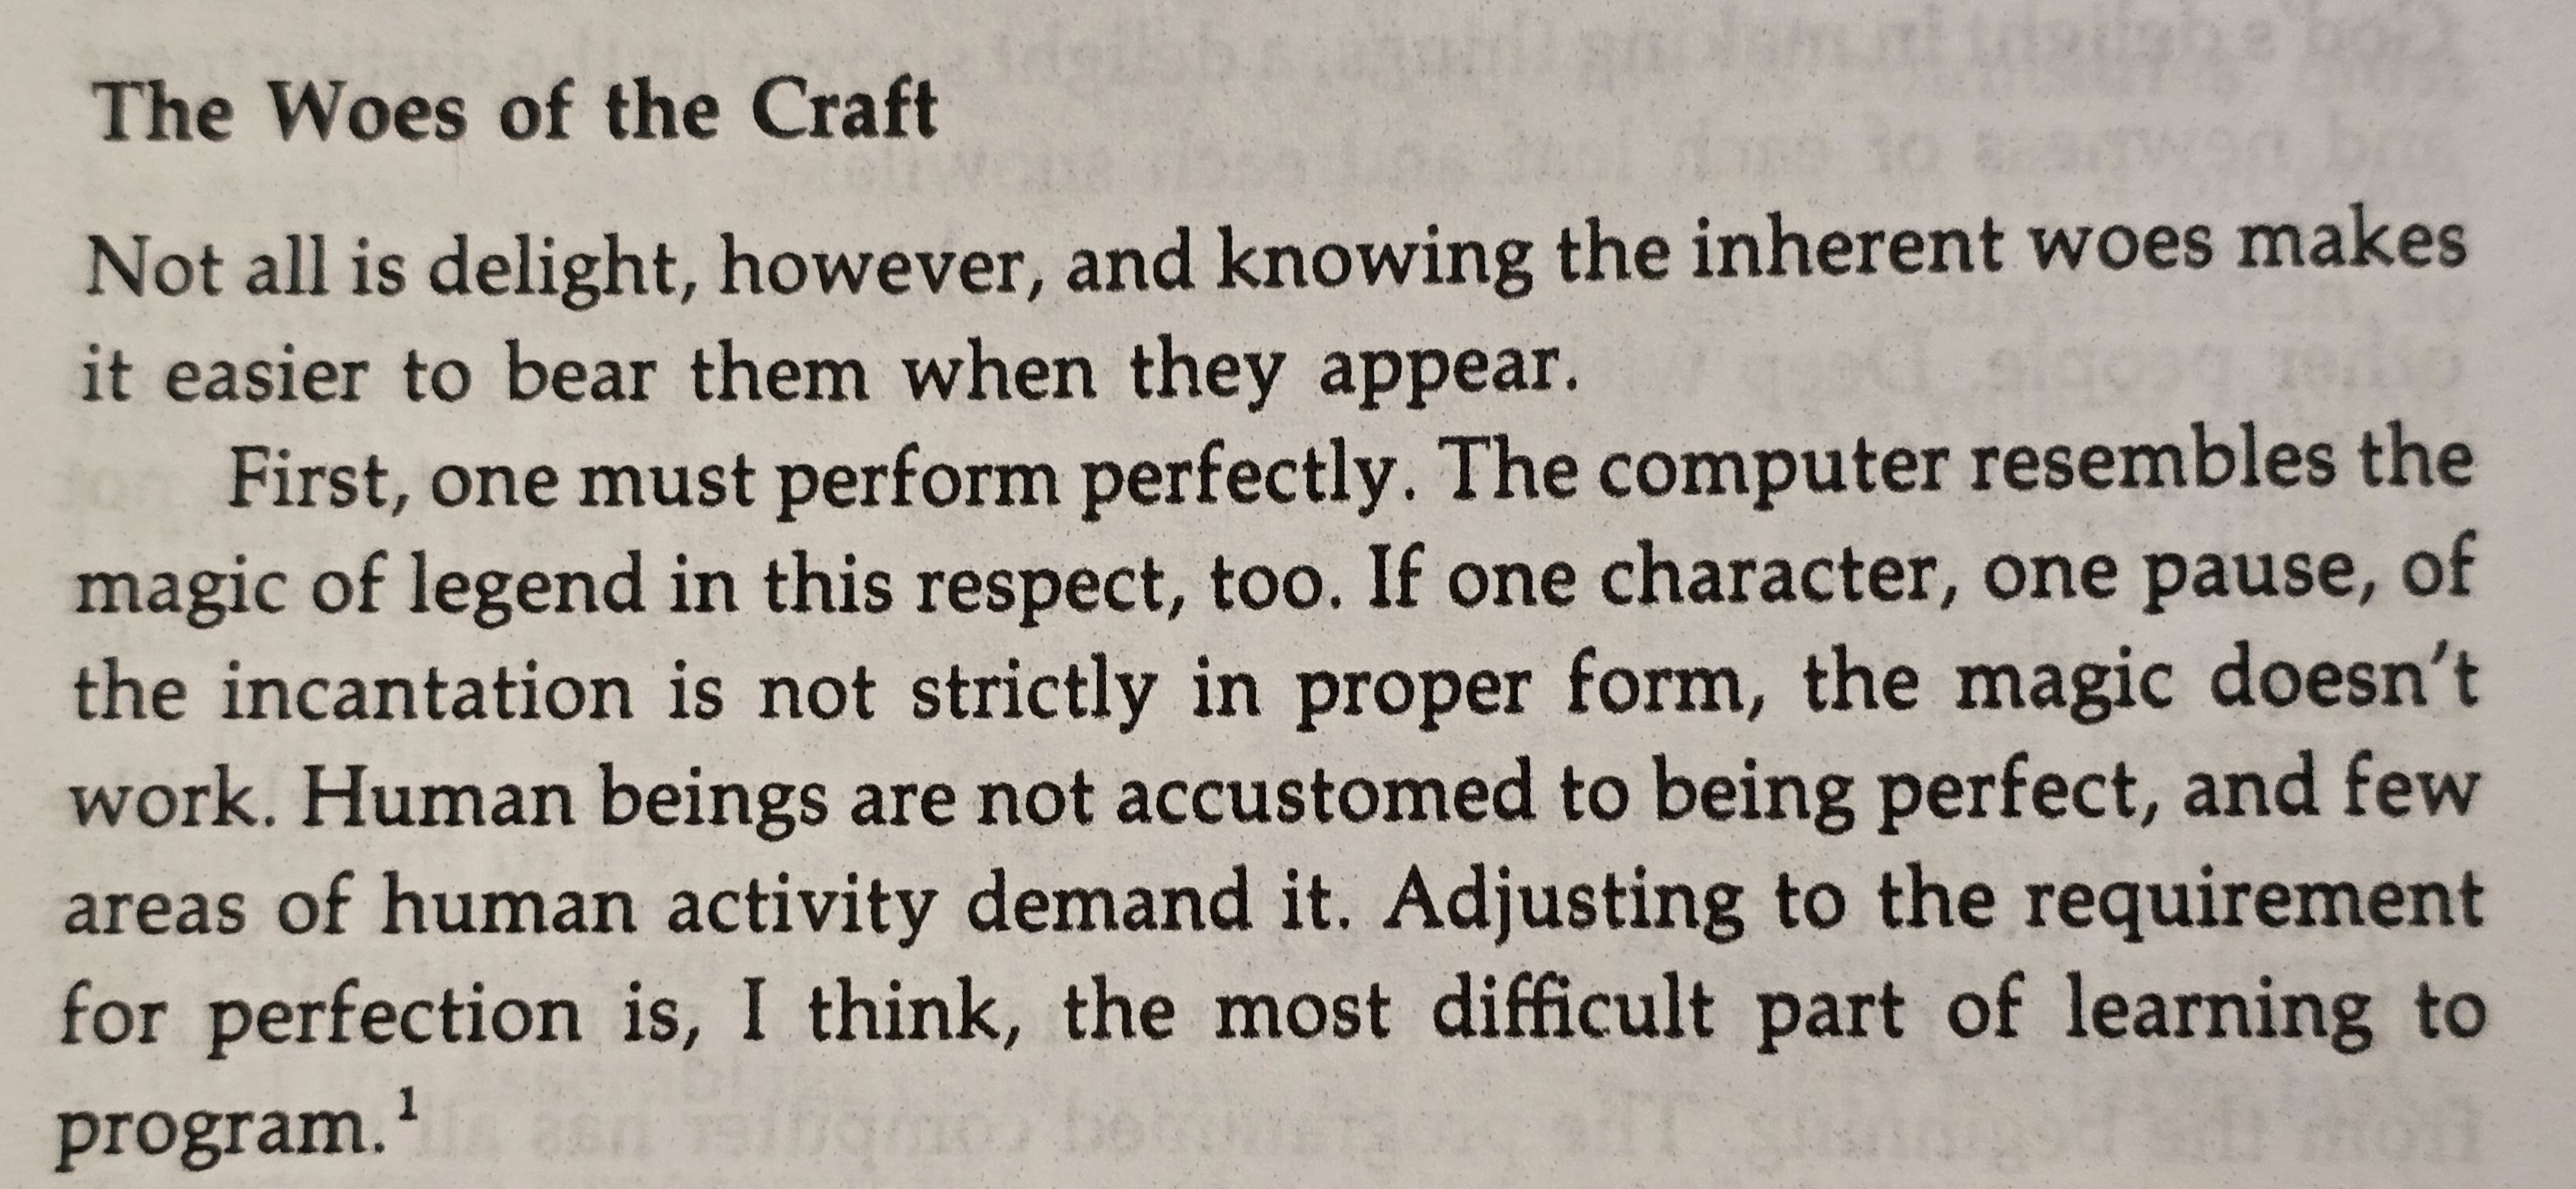 The Woes of the Craft
Not all is delight, however, and knowing the inherent woes makes
it easier to bear them when they appear.
First, one must perform perfectly. The computer resembles the
magic of legend in this respect, too. If one character, one pause, of
the incantation is not strictly in proper form, the magic doesn't
work. Human beings are not accustomed to being perfect, and few
areas of human activity demand it. Adjusting to the requirement
for perfection is, I think, the most difficult part of learning to
program.¹